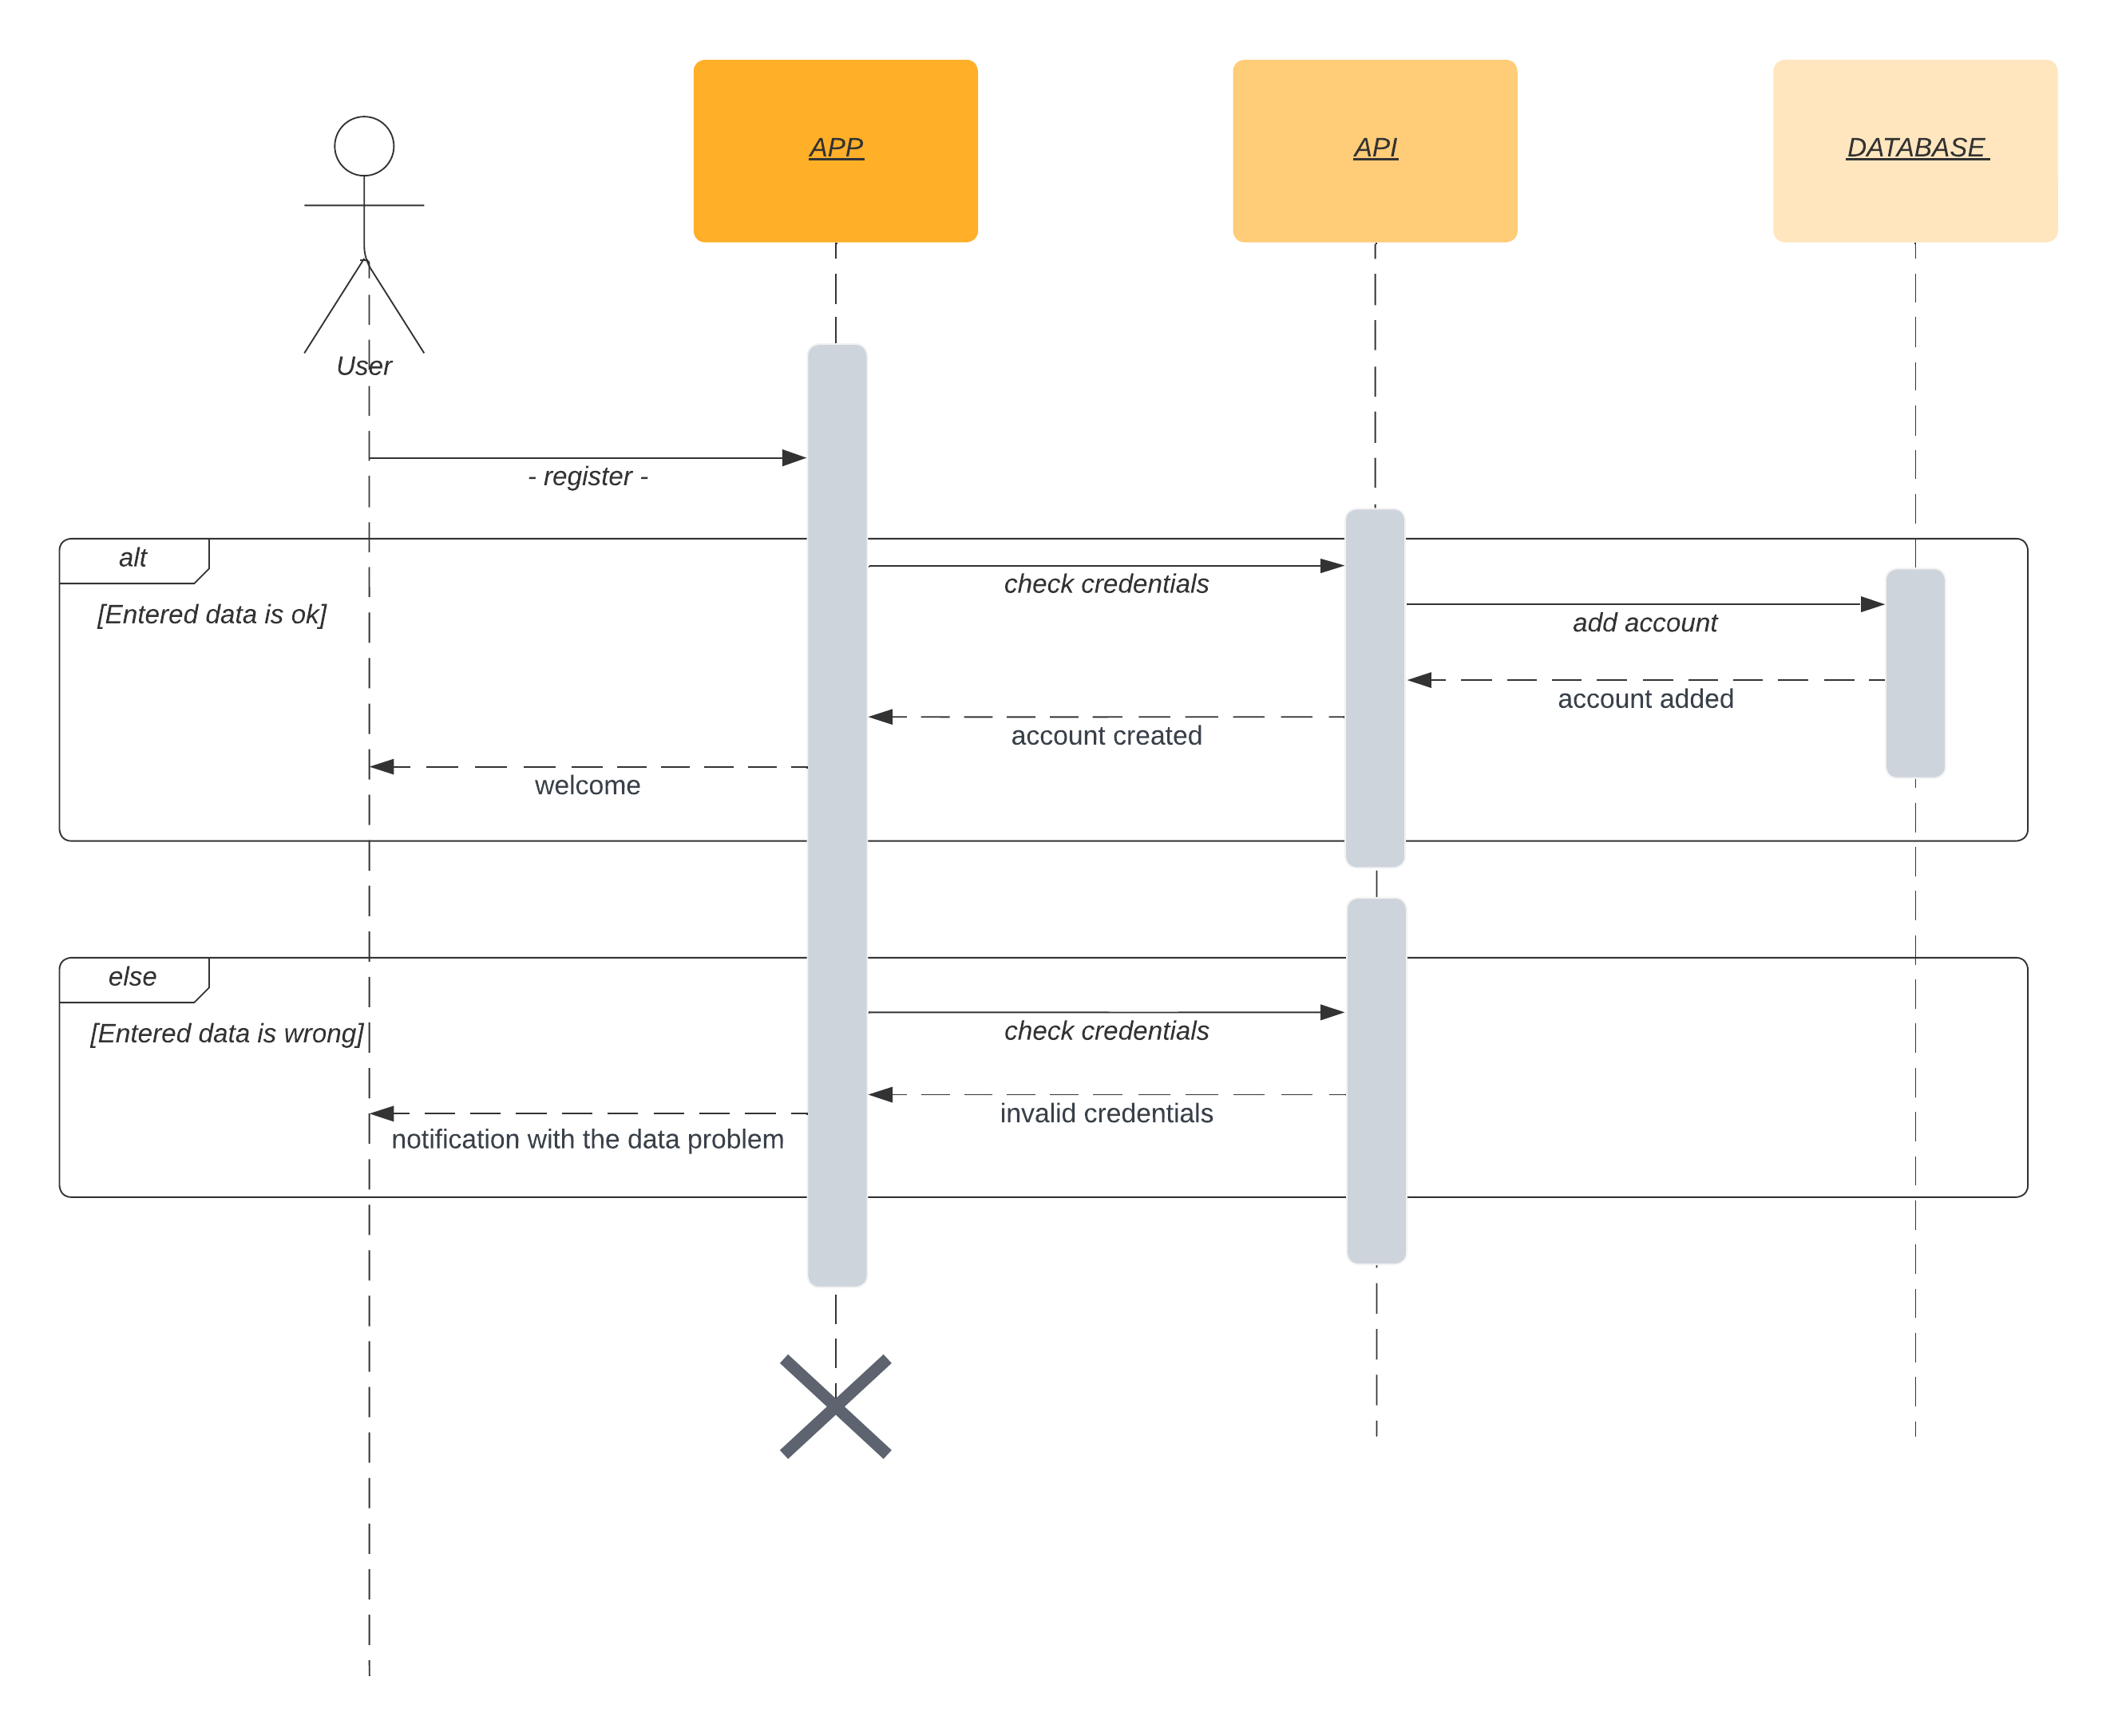 APP
API
DATABASE
User
- register -
alt
check credentials
[Entered data is ok]
add account
account added
account created
welcome
else
check credentials
[Entered data is wrong]
invalid credentials
notification with the data problem